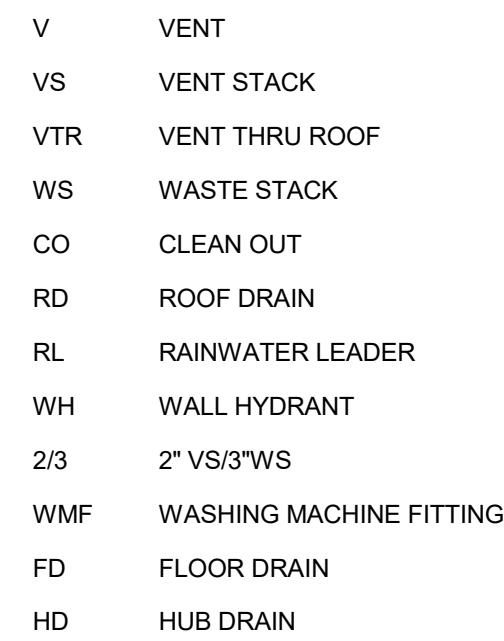 V VENT
VS VENT STACK
VTR VENT THRU ROOF
WS WASTE STACK
CO CLEAN OUT
RD ROOF DRAIN
RL RAINWATER LEADER
WH WALL HYDRANT
2/3 2" VS/3"WS
WMF WASHING MACHINE FITTING
FD FLOOR DRAIN
HD HUB DRAIN